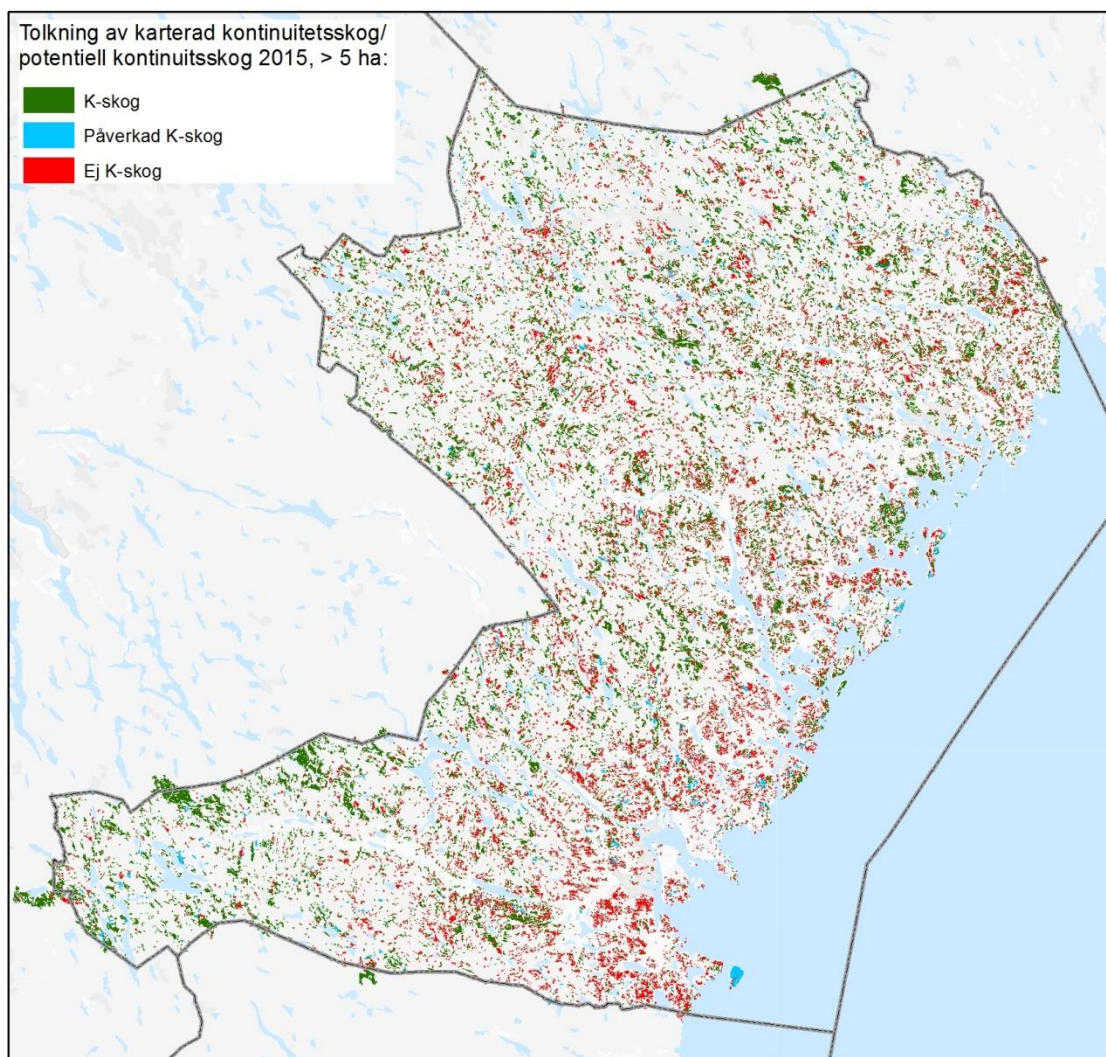 Tolkning av karterad kontinuitetsskog/
potentiell kontinuitsskog 2015, > 5 ha:
K-skog
Påverkad K-skog
Ej K-skog